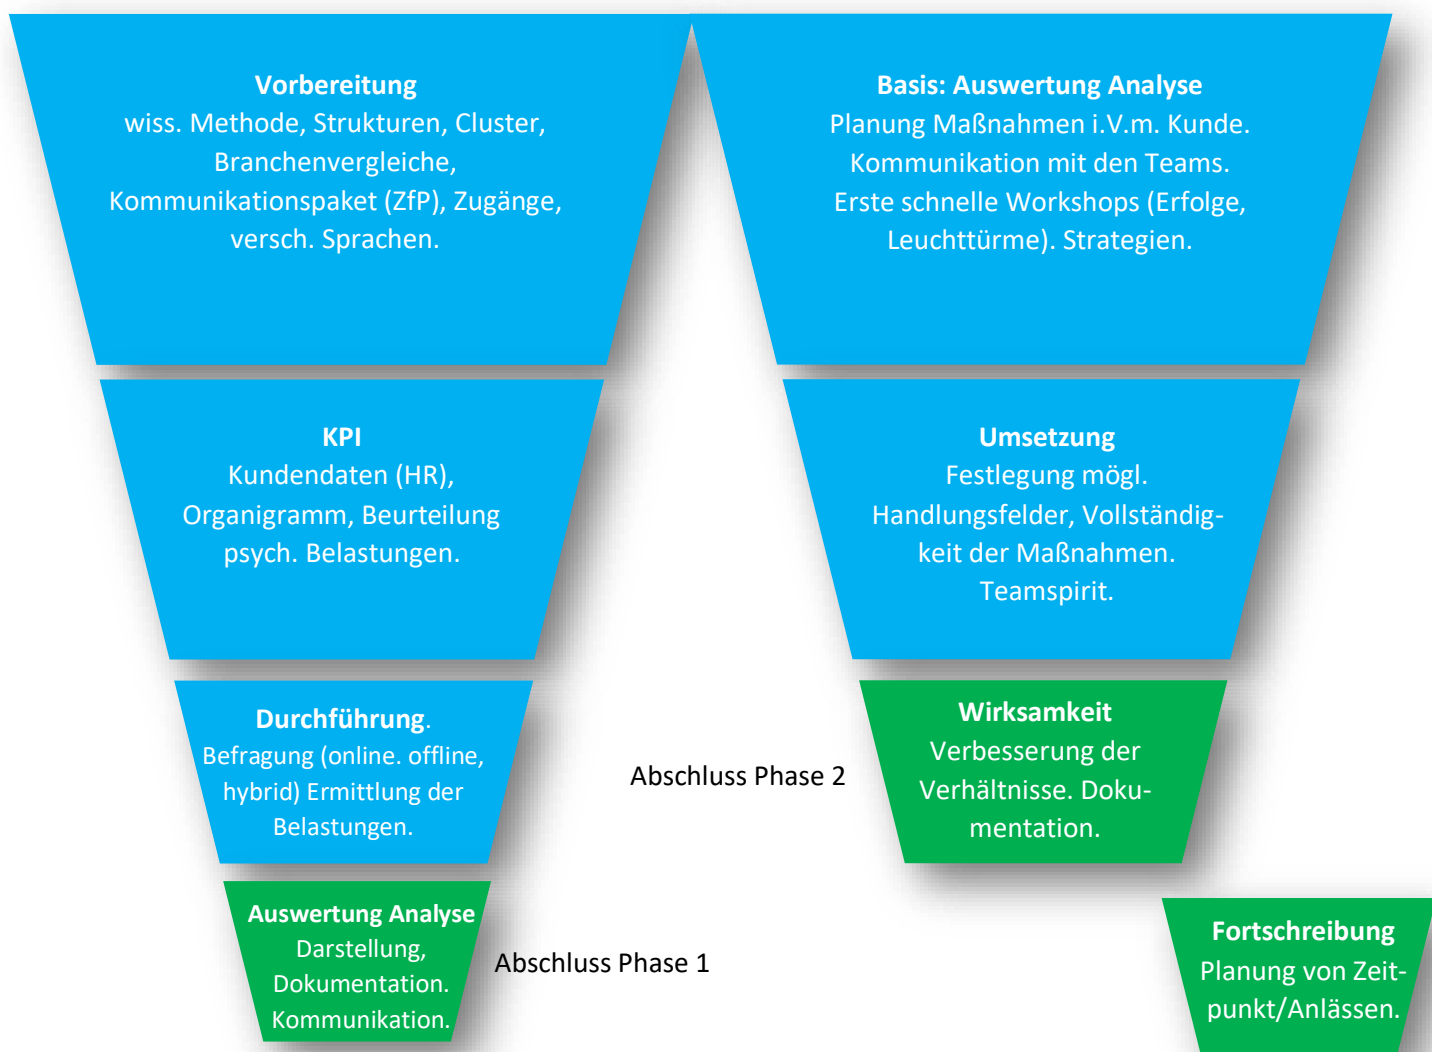 Vorbereitung
wiss. Methode, Strukturen, Cluster,
Branchenvergleiche,
Kommunikationspaket (ZfP), Zugänge,
versch. Sprachen.
KPI
Kundendaten (HR),
Organigramm, Beurteilung
psych. Belastungen.
Durchführung.
Befragung (online. offline,
hybrid) Ermittlung der
Belastungen.
Auswertung Analyse
Darstellung,
Dokumentation.
Kommunikation.
Abschluss Phase 1
Basis: Auswertung Analyse
Planung Maßnahmen i.V.m. Kunde.
Kommunikation mit den Teams.
Erste schnelle Workshops (Erfolge,
Leuchttürme). Strategien.
Umsetzung
Festlegung mögl.
Handlungsfelder, Vollständig-
keit der Maßnahmen.
Teamspirit.
Wirksamkeit
Verbesserung der
Verhältnisse. Doku-
mentation.
Abschluss Phase 2
Fortschreibung
Planung von Zeit-
punkt/Anlässen.